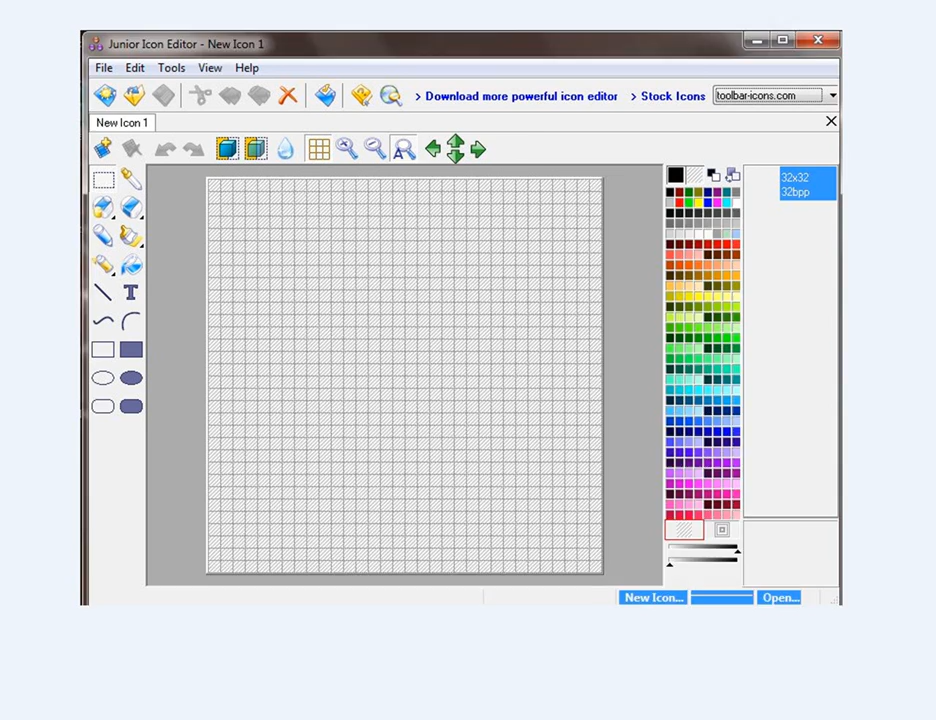 Junior Icon Editor - New Icon 1
File Edit Tools View Help
> Download more powerful icon editor > Stock Icons toolbar-icons.com
New Icon 1
32x32
32bpp
T
New Icon... Open...